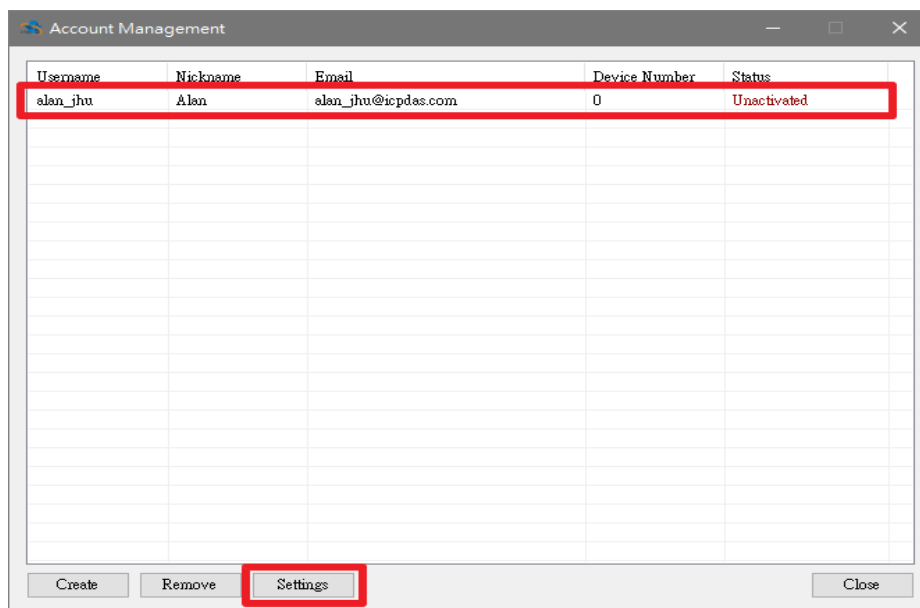 Account Management
Username Nickname Email Device Number Status
alan_jhu Alan alan_jhu@icpdas.com 0 Unactivated
Create Remove Settings Close